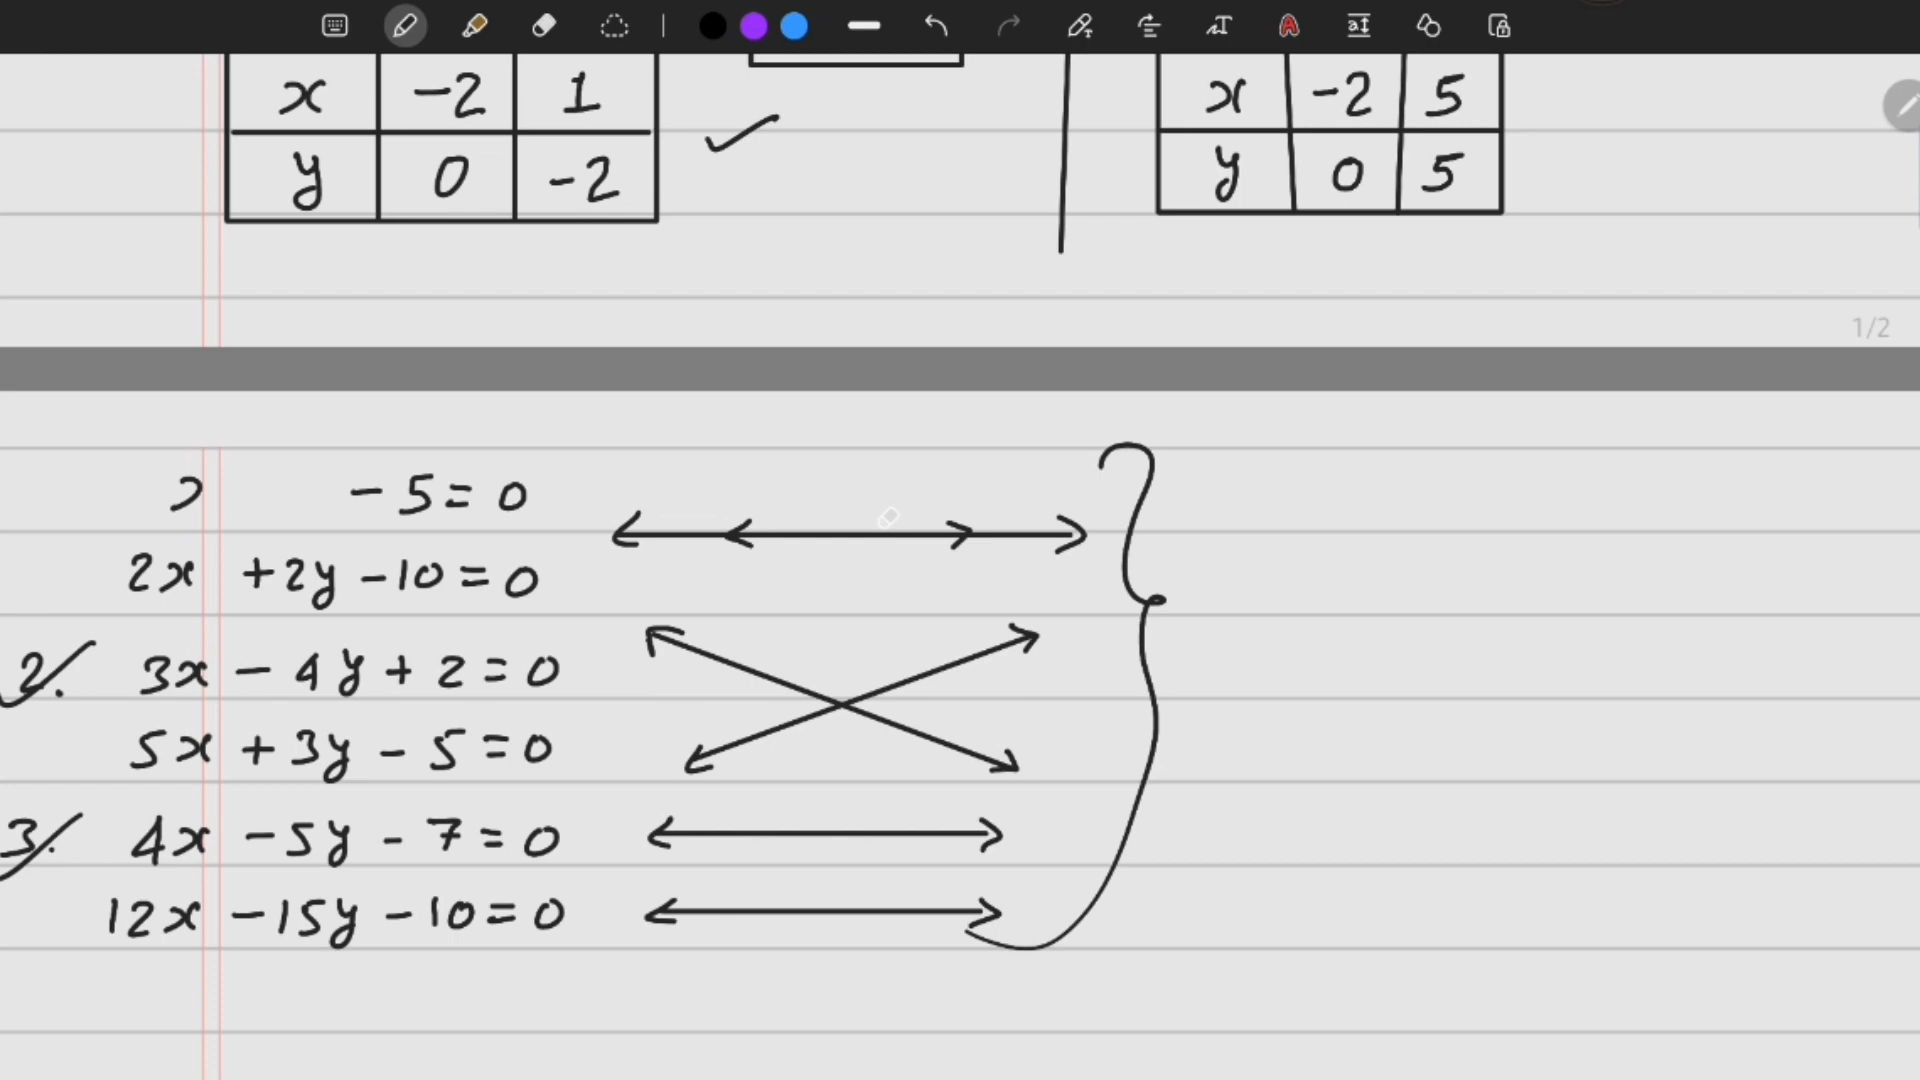 x -2 1
y 0 -2
x -2 5
y 0 5
1/2
- 5 = 0
2x + 2y - 10 = 0
2. 3x - 4y + 2 = 0
5x + 3y - 5 = 0
3. 4x - 5y - 7 = 0
12x - 15y - 10 = 0